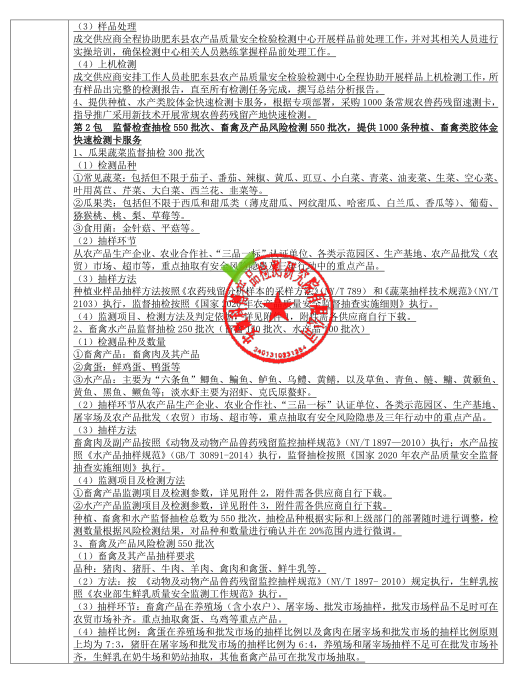 （3）样品处理
成交供应商全程协助肥东县农产品质量安全检验检测中心开展样品前处理工作，并对其相关人员进行
实操培训，确保检测中心相关人员熟练掌握样品前处理工作。
（4）上机检测
成交供应商安排工作人员赴肥东县农产品质量安全检验检测中心全程协助开展样品上机检测工作，所
有样品出完整的检测报告，直至所有检测任务完成，撰写总结分析报告。
4、提供种植、水产类胶体金快速检测卡服务，根据专项部署，采购 1000 条常规农兽药残留速测卡，
指导推广采用新技术开展常规农兽药残留产地快速检测。
第 2 包　监督检查抽检 550 批次、畜禽及产品风险检测 550 批次，提供 1000 条种植、畜禽类胶体金
快速检测卡服务
1、瓜果蔬菜监督抽检 300 批次
（1）检测品种
①常见蔬菜：包括但不限于茄子、番茄、辣椒、黄瓜、豇豆、小白菜、青菜、油麦菜、生菜、空心菜、
叶用莴苣、芹菜、大白菜、西兰花、韭菜等。
②瓜果类：包括但不限于西瓜和甜瓜类（薄皮甜瓜、网纹甜瓜、哈密瓜、白兰瓜、香瓜等）、葡萄、
猕猴桃、桃、梨、草莓等。
③食用菌：金针菇、平菇等。
（2）抽样环节
从农产品生产企业、农业合作社、“三品一标”认证单位、各类示范园区、生产基地、农产品批发（农
贸）市场、超市等，重点抽取有安全风险隐患及三年行动中的重点产品。
（3）抽样方法
种植业样品抽样方法按照《农药残留分析样本的采样方法》（NY/T 789）和《蔬菜抽样技术规范》（NY/T
2103）执行，监督抽检按照《国家 2020 年农产品质量安全监督抽查实施细则》执行。
（4）监测项目、检测方法及判定依据，详见附件 1，附件需各供应商自行下载。
2、畜禽水产品监督抽检 250 批次（畜禽 150 批次、水产品 100 批次）
（1）检测品种及数量
①畜禽产品：畜禽肉及其产品
②禽蛋：鲜鸡蛋、鸭蛋等
③水产品：主要为“六条鱼”鲫鱼、鳊鱼、鲈鱼、乌鳢、黄鳝，以及草鱼、青鱼、鲢、鳙、黄颡鱼、
黄鱼、黑鱼、鳜鱼等；淡水虾主要为沼虾、克氏原螯虾。
（2）抽样环节从农产品生产企业、农业合作社、“三品一标”认证单位、各类示范园区、生产基地、
屠宰场及农产品批发（农贸）市场、超市等，重点抽取有安全风险隐患及三年行动中的重点产品。
（3）抽样方法
畜禽肉及副产品按照《动物及动物产品兽药残留监控抽样规范》（NY/T 1897—2010）执行；水产品按
照《水产品抽样规范》（GB/T 30891-2014）执行，监督抽检按照《国家 2020 年农产品质量安全监督
抽查实施细则》执行。
（4）监测项目及检测方法
①畜禽产品监测项目及检测参数，详见附件 2，附件需各供应商自行下载。
②水产产品监测项目及检测参数，详见附件 3，附件需各供应商自行下载。
种植、畜禽和水产监督抽检总数为 550 批次，抽检品种根据实际和上级部门的部署随时进行调整，检
测数量根据风险检测结果，对品种和数量进行确认并在 20%范围内进行微调。
3、畜禽及产品风险检测 550 批次
（1）畜禽及其产品抽样要求
品种：猪肉、猪肝、牛肉、羊肉、禽肉和禽蛋、鲜牛乳等。
（2）方法：按 《动物及动物产品兽药残留监控抽样规范》（NY/T 1897- 2010）规定执行，生鲜乳按
照《农业部生鲜乳质量安全监测工作规范》执行。
（3）抽样环节：畜禽产品在养殖场（含小农户）、屠宰场、批发市场抽样，批发市场样品不足时可在
农贸市场补齐。重点抽取禽蛋、乌鸡等重点产品。
（4）抽样比例：禽蛋在养殖场和批发市场的抽样比例以及禽肉在屠宰场和批发市场的抽样比例原则
上均为 7:3，猪肝在屠宰场和批发市场的抽样比例为 6:4，养殖场和屠宰场抽样不足可在批发市场补
齐，生鲜乳在奶牛场和奶站抽取，其他畜禽产品可在批发市场抽取。